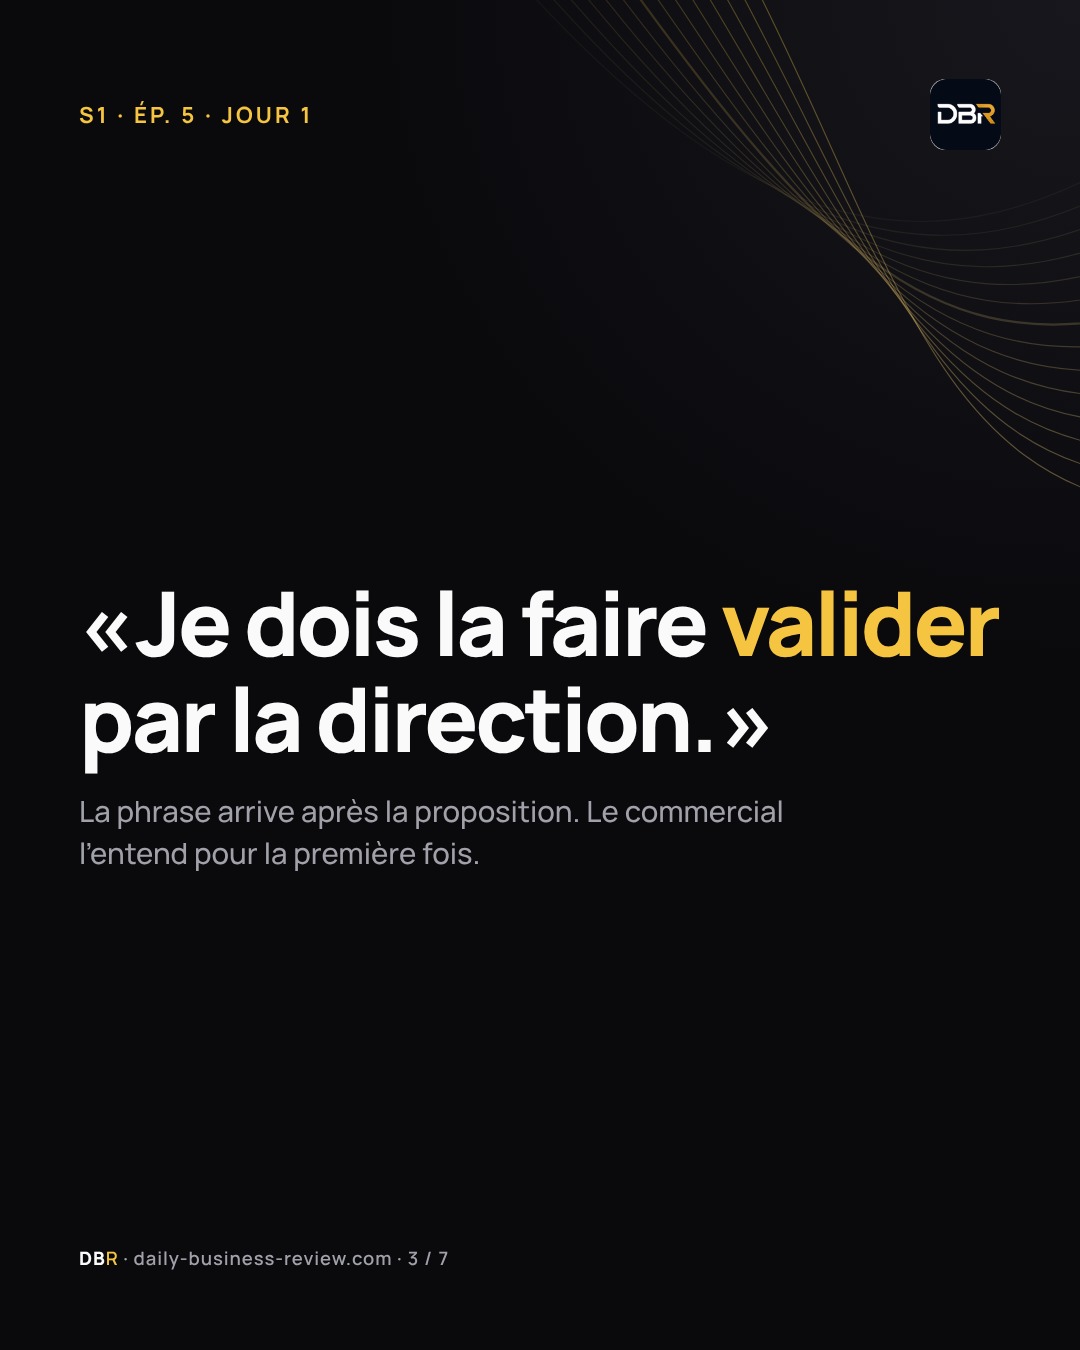 S1 · ÉP. 5 · JOUR 1
DBR
«Je dois la faire valider
par la direction.»
La phrase arrive après la proposition. Le commercial
l’entend pour la première fois.
DBR · daily-business-review.com · 3 / 7